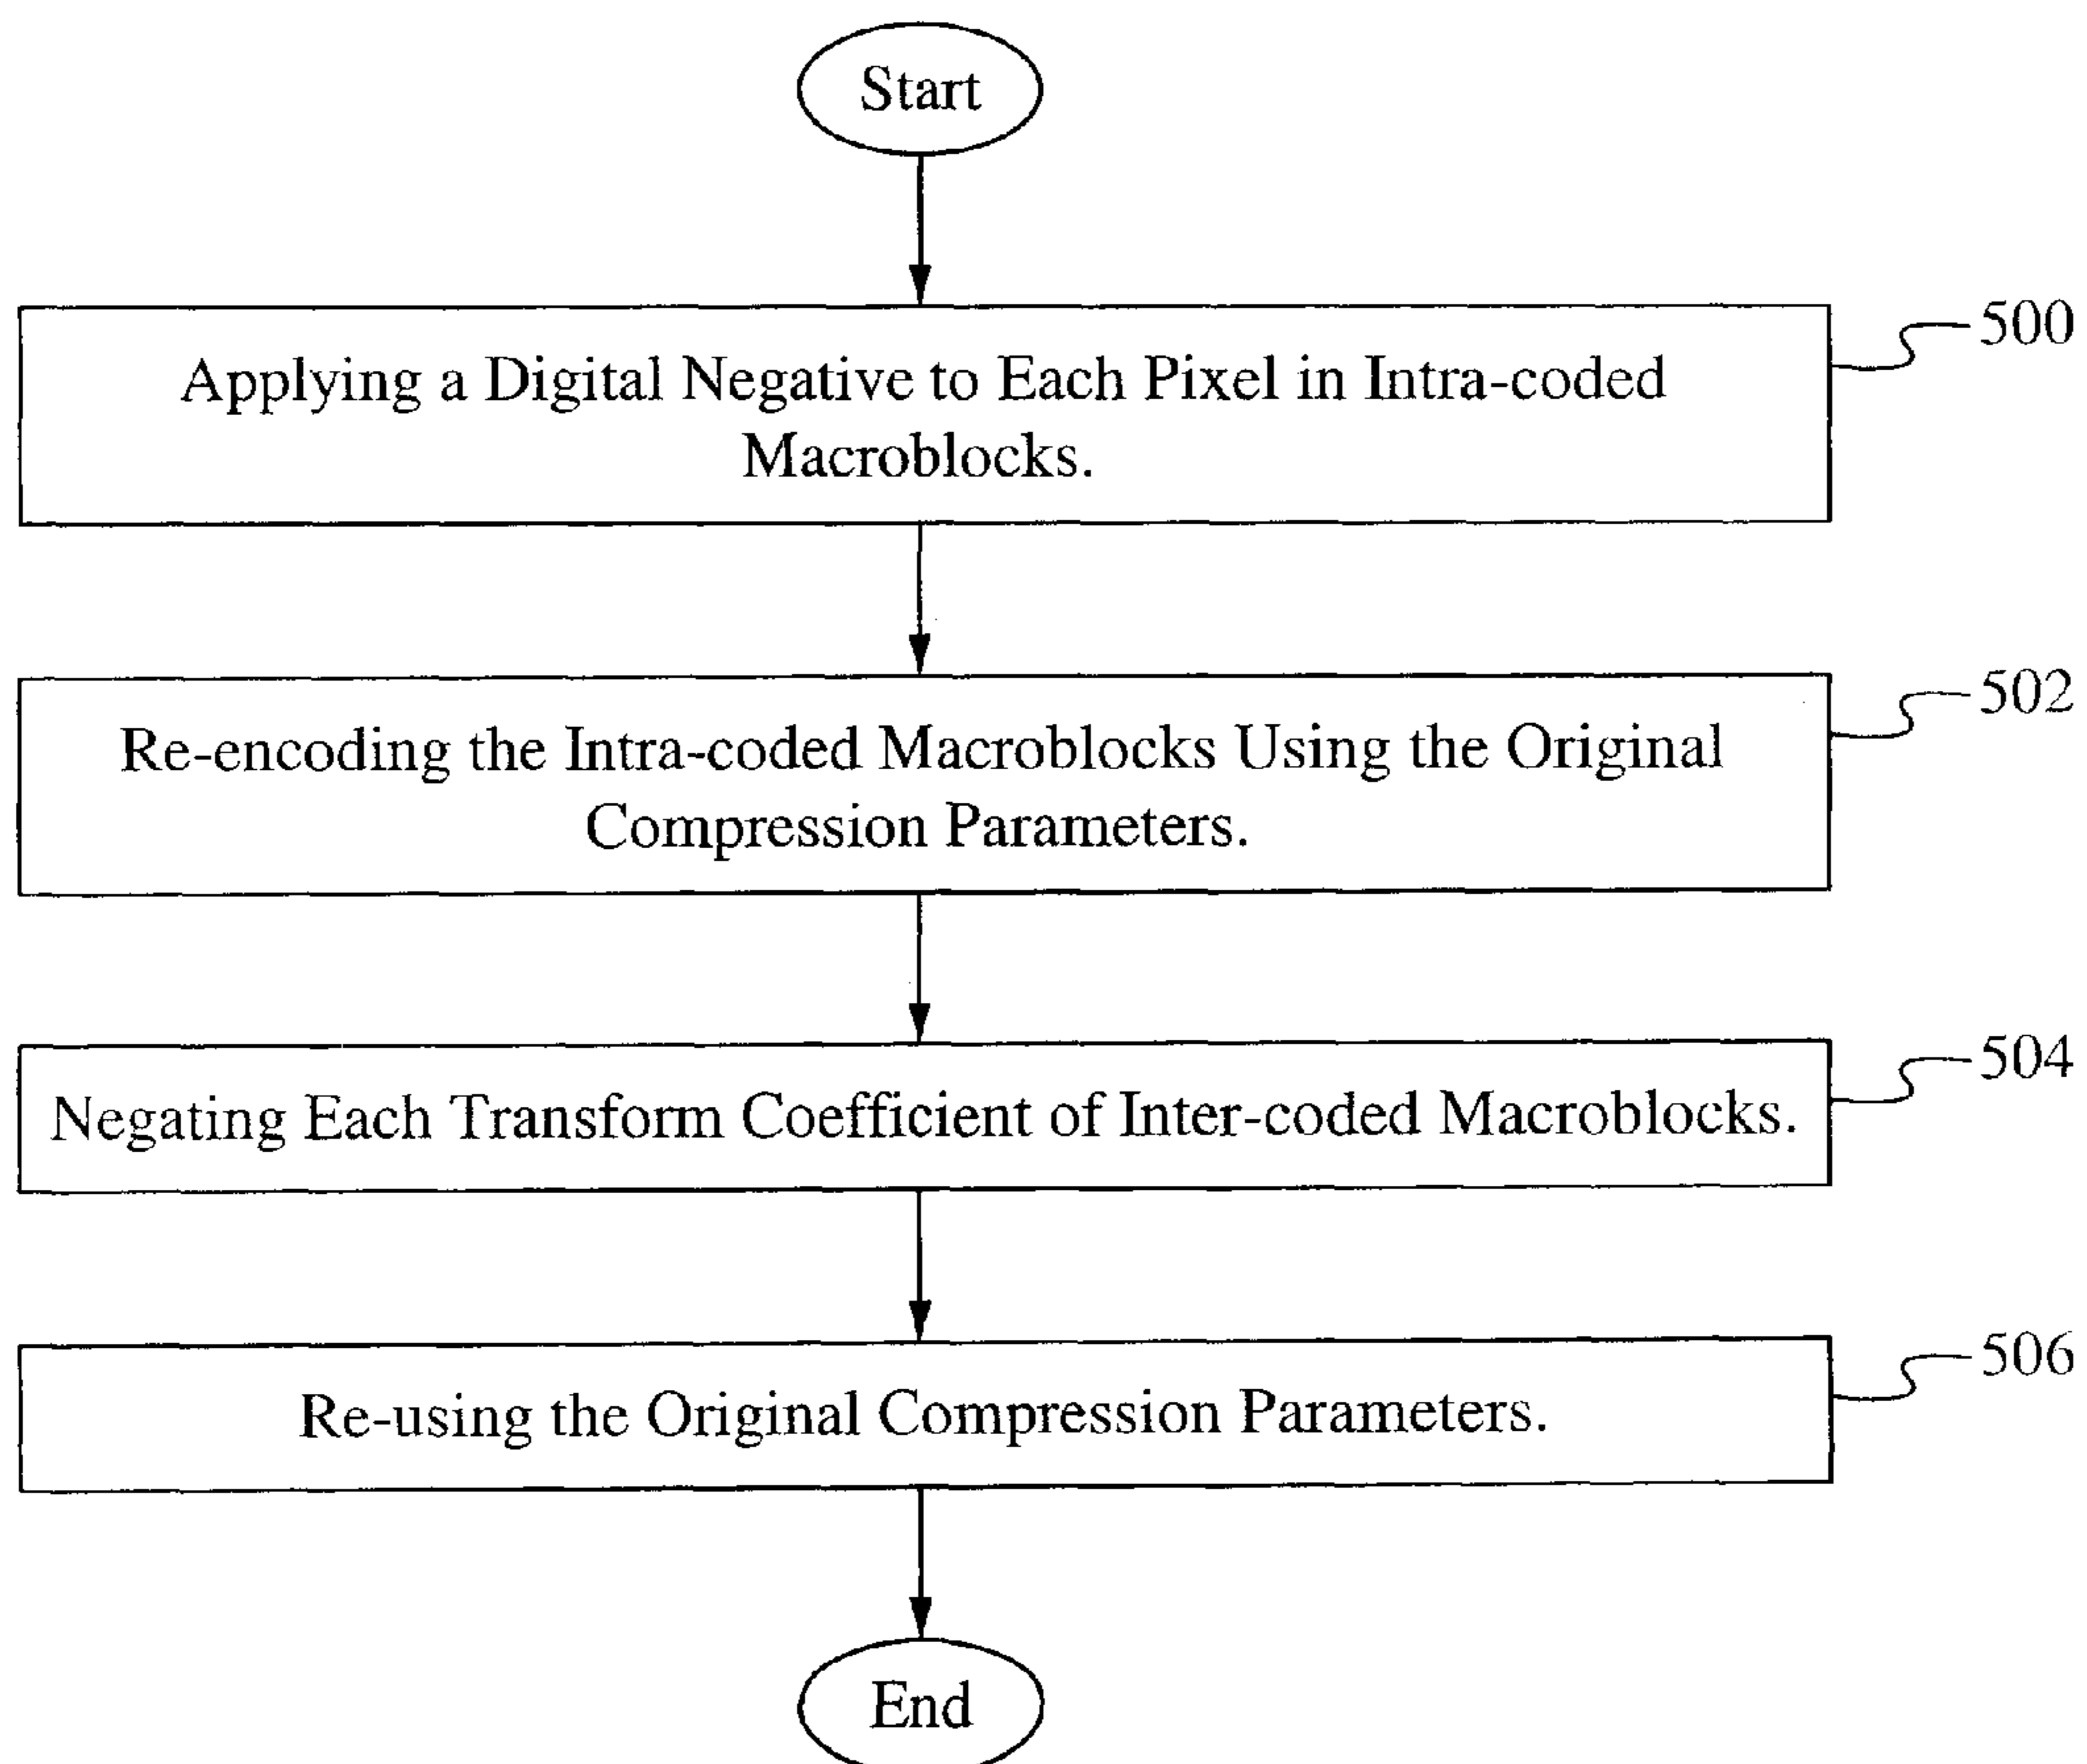 Start
500
Applying a Digital Negative to Each Pixel in Intra-coded
Macroblocks.
502
Re-encoding the Intra-coded Macroblocks Using the Original
Compression Parameters.
504
Negating Each Transform Coefficient of Inter-coded Macroblocks.
506
Re-using the Original Compression Parameters.
End